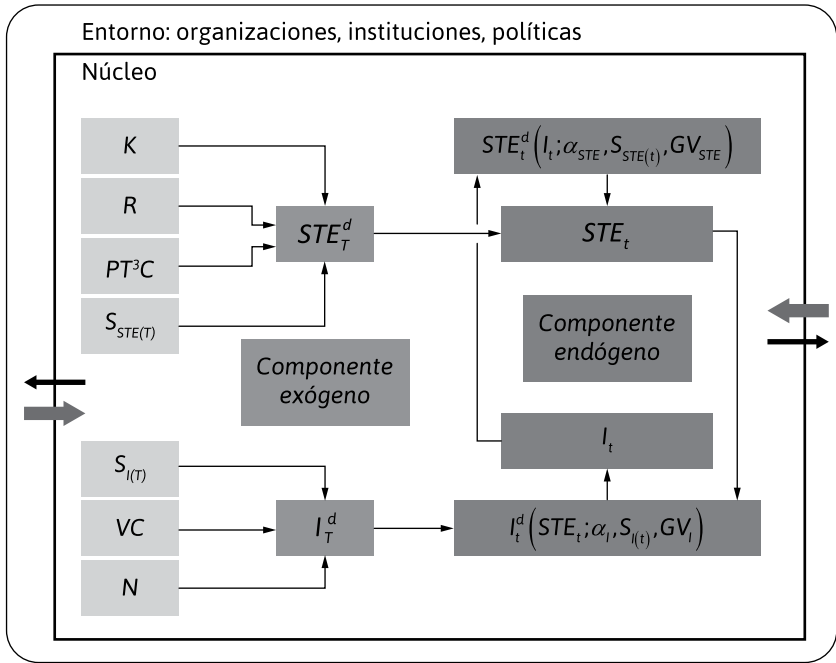 Entorno: organizaciones, instituciones, políticas
Núcleo
K
R
PT³C
S_STE(T)
STE_T^d
STE_t^d(I_t;α_STE,S_STE(t),GV_STE)
STE_t
Componente
exógeno
Componente
endógeno
S_I(T)
VC
N
I_T^d
I_t
I_t^d(STE_t;α_I,S_I(t),GV_I)